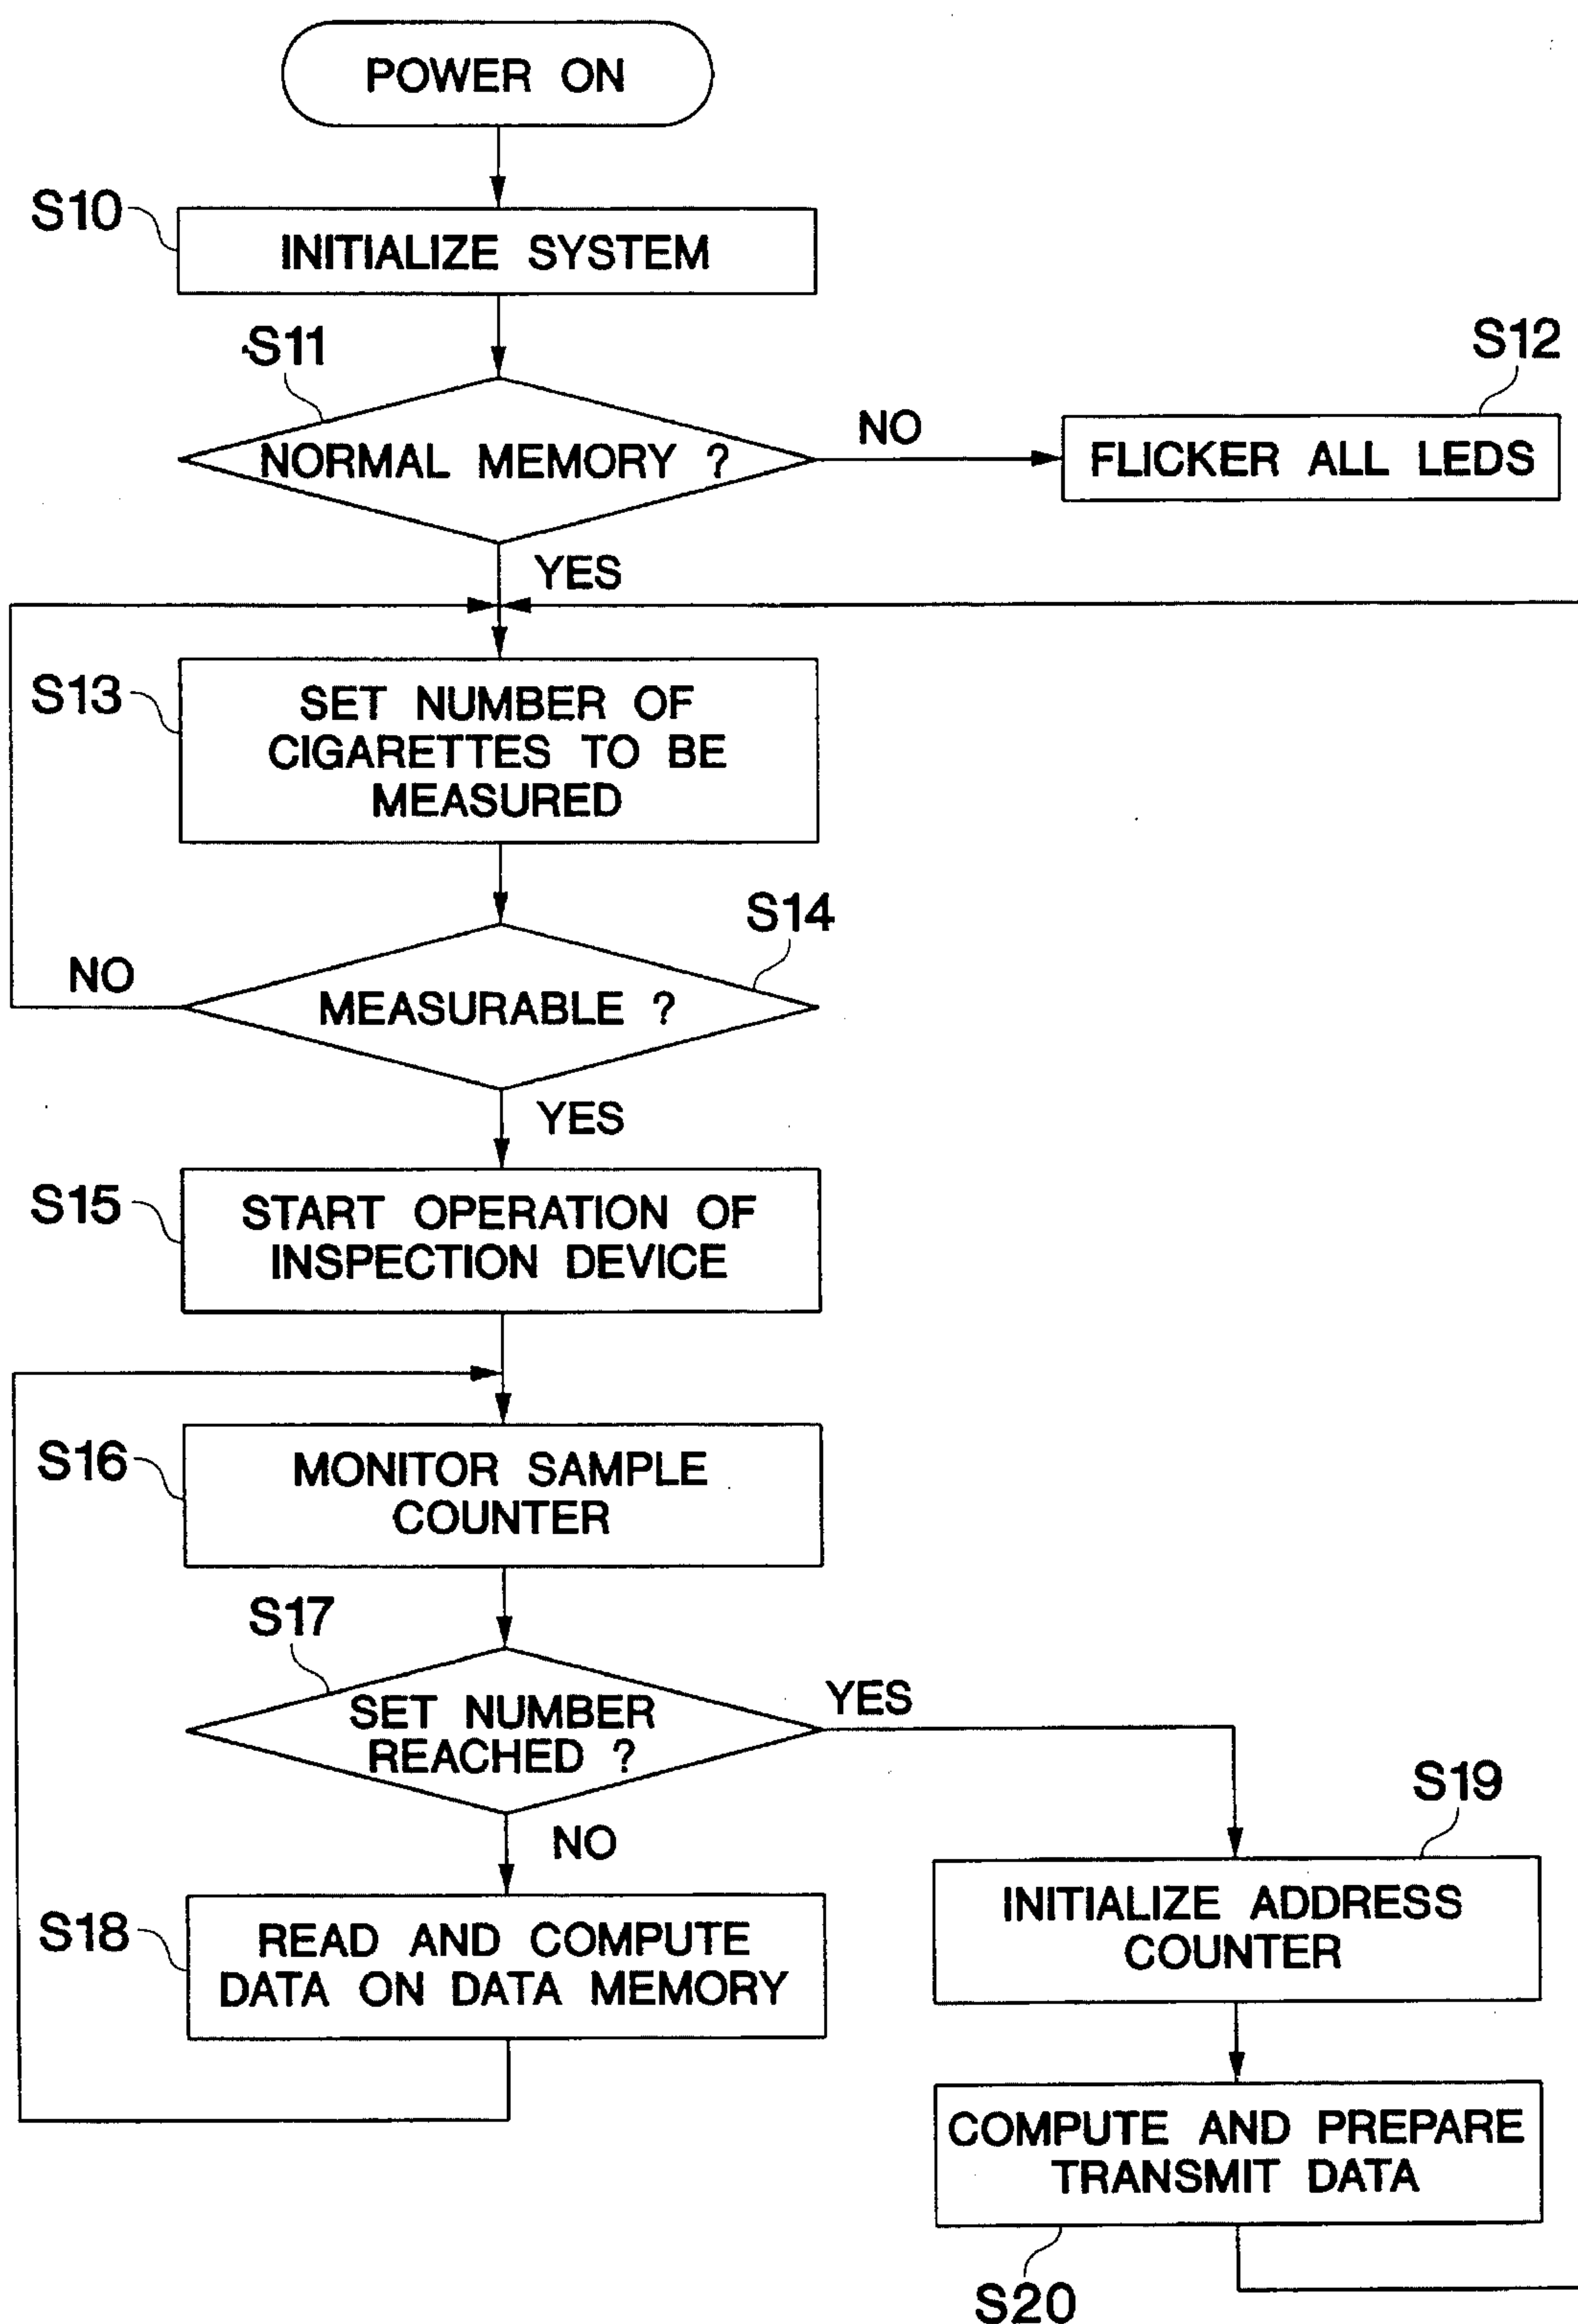 POWER ON
S10
INITIALIZE SYSTEM
S11
NORMAL MEMORY ?
NO
S12
FLICKER ALL LEDS
YES
S13
SET NUMBER OF
CIGARETTES TO BE
MEASURED
S14
NO
MEASURABLE ?
YES
S15
START OPERATION OF
INSPECTION DEVICE
S16
MONITOR SAMPLE
COUNTER
S17
SET NUMBER
REACHED ?
YES
NO
S18
READ AND COMPUTE
DATA ON DATA MEMORY
S19
INITIALIZE ADDRESS
COUNTER
COMPUTE AND PREPARE
TRANSMIT DATA
S20